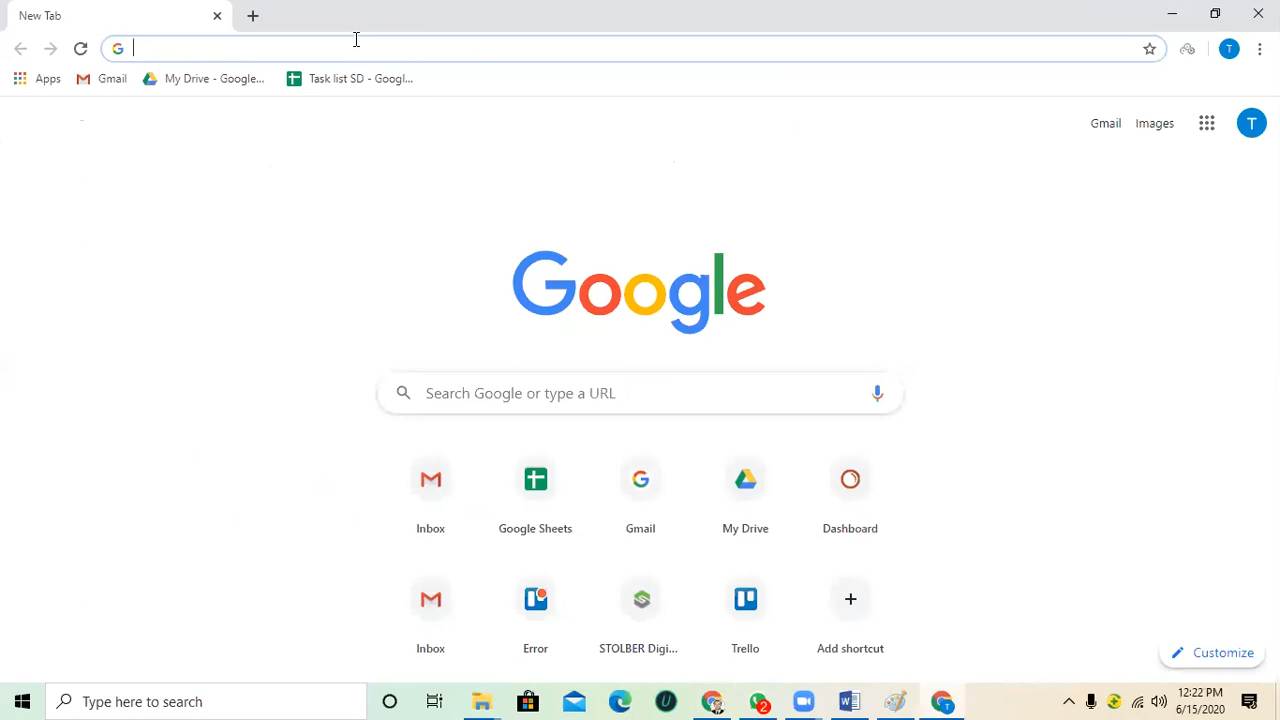 New Tab
Apps Gmail My Drive - Google... Task list SD - Googl...
Gmail Images T
Google
Search Google or type a URL
Inbox Google Sheets Gmail My Drive Dashboard
Inbox Error STOLBER Digi... Trello Add shortcut
Customize
Type here to search
2
T
12:22 PM
6/15/2020